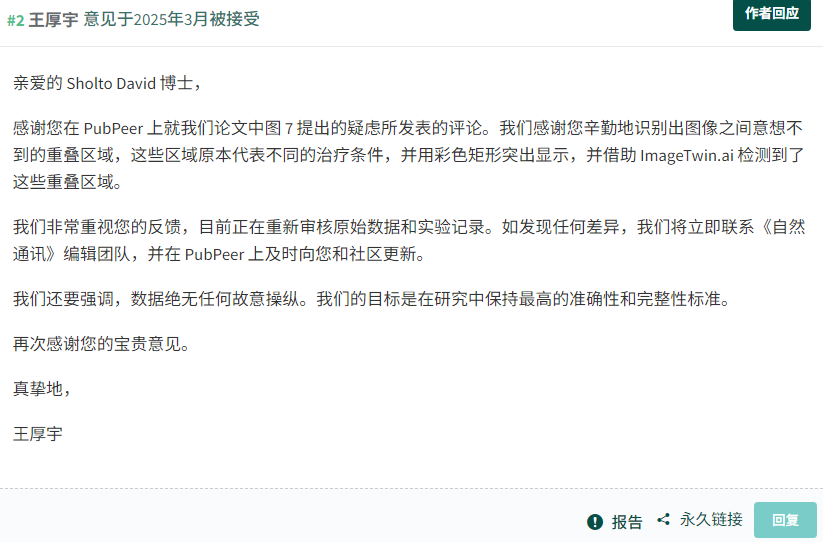 #2 王厚宇 意见于2025年3月被接受
作者回应
亲爱的 Sholto David 博士，
感谢您在 PubPeer 上就我们论文中图 7 提出的疑虑所发表的评论。我们感谢您辛勤地识别出图像之间意想不
到的重叠区域，这些区域原本代表不同的治疗条件，并用彩色矩形突出显示，并借助 ImageTwin.ai 检测到了
这些重叠区域。
我们非常重视您的反馈，目前正在重新审核原始数据和实验记录。如发现任何差异，我们将立即联系《自然
通讯》编辑团队，并在 PubPeer 上及时向您和社区更新。
我们还要强调，数据绝无任何故意操纵。我们的目标是在研究中保持最高的准确性和完整性标准。
再次感谢您的宝贵意见。
真挚地，
王厚宇
报告
永久链接
回复